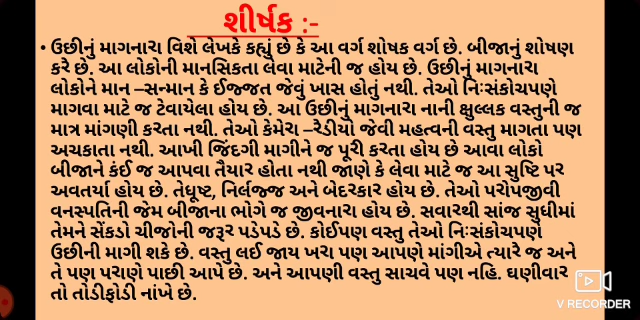 શીર્ષક :-
• ઉછીનું માગનારા વિશે લેખકે કહ્યું છે કે આ વર્ગ શોષક વર્ગ છે. બીજાનું શોષણ
કરે છે. આ લોકોની માનસિકતા લેવા માટેની જ હોય છે. ઉછીનું માગનારા
લોકોને માન –સન્માન કે ઈજ્જત જેવું ખાસ હોતું નથી. તેઓ નિઃસંકોચપણે
માગવા માટે જ ટેવાયેલા હોય છે. આ ઉછીનું માગનારા નાની ક્ષુલ્લક વસ્તુની જ
માત્ર માંગણી કરતા નથી. તેઓ કેમેરા –રેડીયો જેવી મહત્વની વસ્તુ માગતા પણ
અચકાતા નથી. આખી જિંદગી માગીને જ પૂરી કરતા હોય છે આવા લોકો
બીજાને કંઈ જ આપવા તૈયાર હોતા નથી જાણે કે લેવા માટે જ આ સુષ્ટિ પર
અવતર્યા હોય છે. તેધૂષ્ટ, નિર્લજ્જ અને બેદરકાર હોય છે. તેઓ પરોપજીવી
વનસ્પતિની જેમ બીજાના ભોગે જ જીવનારા હોય છે. સવારથી સાંજ સુધીમાં
તેમને સેંકડો ચીજોની જરૂર પડેપડે છે. કોઈપણ વસ્તુ તેઓ નિઃસંકોચપણે
ઉછીની માગી શકે છે. વસ્તુ લઈ જાય ખરા પણ આપણે માંગીએ ત્યારે જ અને
તે પણ પરાણે પાછી આપે છે. અને આપણી વસ્તુ સાચવે પણ નહિ. ઘણીવાર
તો તોડીફોડી નાંખે છે.
V RECORDER